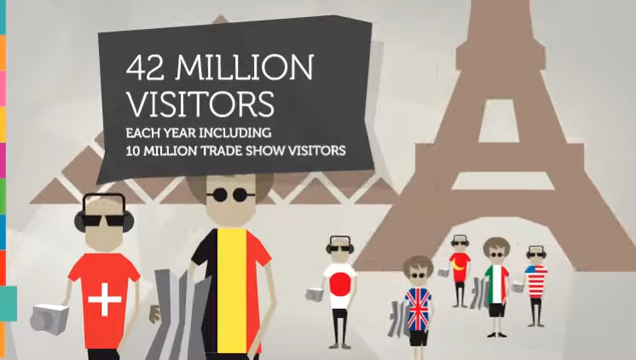 42 MILLION
VISITORS
EACH YEAR INCLUDING
10 MILLION TRADE SHOW VISITORS